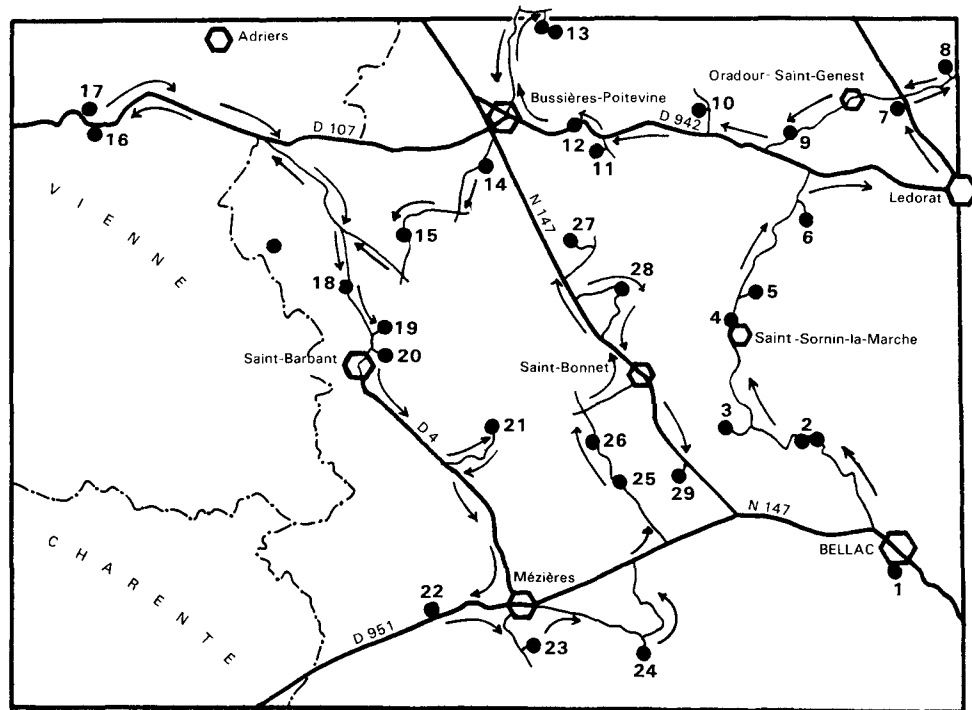 13
Adriers
8
Oradour-Saint-Genest
17
10
7
Bussières-Poitevine
D 942
16
D 107
12
9
11
14
Ledorat
VIENNE
N 147
15
27
6
28
18
5
4
19
Saint-Sornin-la-Marche
Saint-Barbant
20
Saint-Bonnet
3
2
21
D 4
26
25
29
N 147
BELLAC
CHARENTE
Mézières
1
22
D 951
23
24